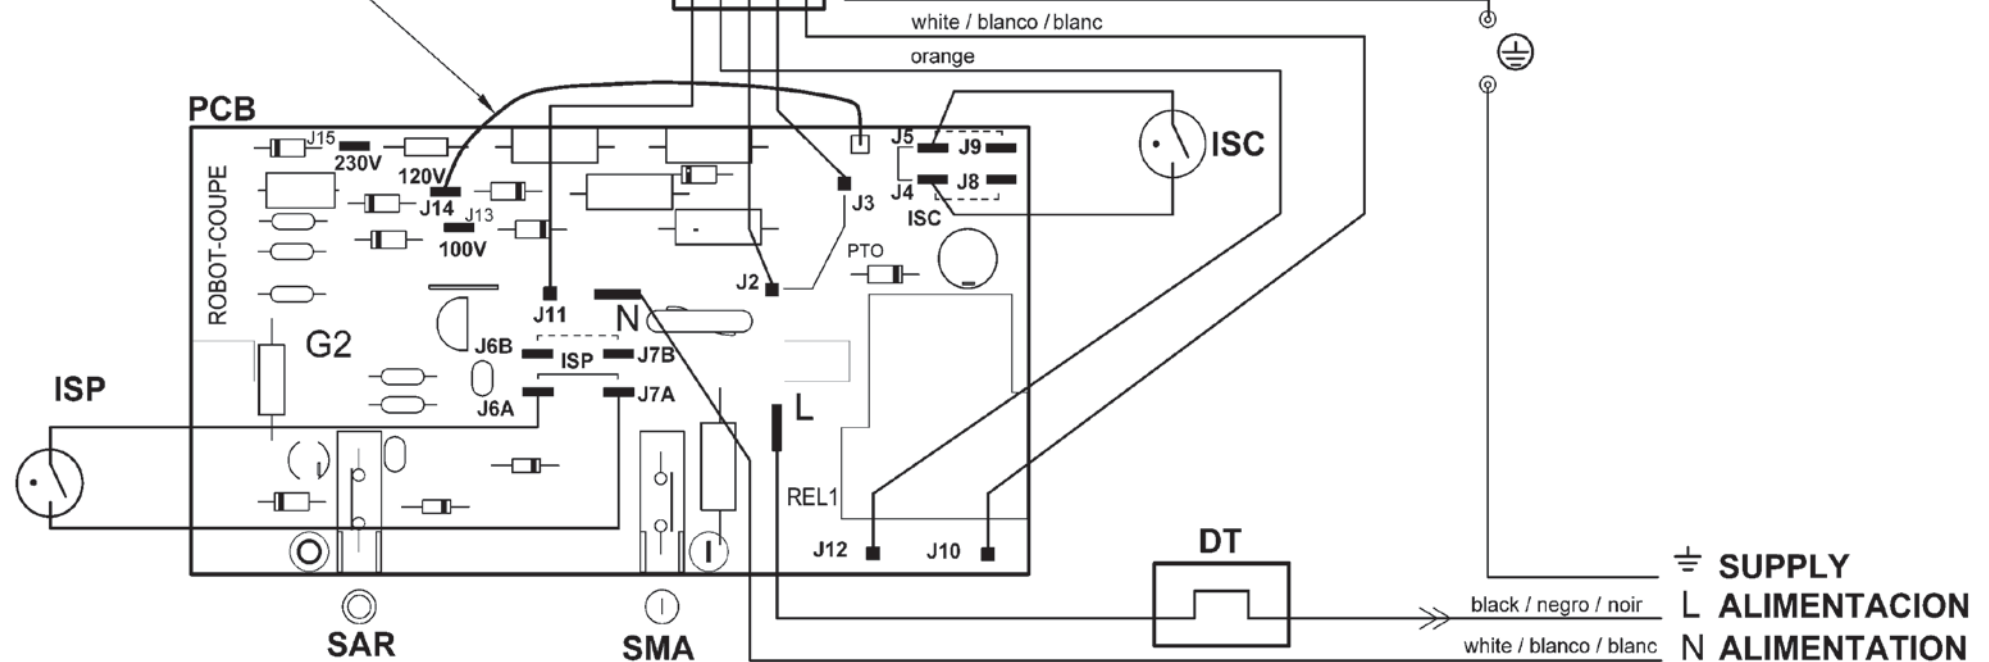 white / blanco / blanc
orange
PCB
J15
230V
120V
J14
J13
100V
ROBOT-COUPE
J5
J9
J4
J8
ISC
ISC
J3
PTO
J2
J11
N
G2
J6B
ISP
J7B
J6A
J7A
ISP
L
REL1
J12
J10
DT
SAR
SMA
SUPPLY
black / negro / noir
L ALIMENTACION
white / blanco / blanc
N ALIMENTATION